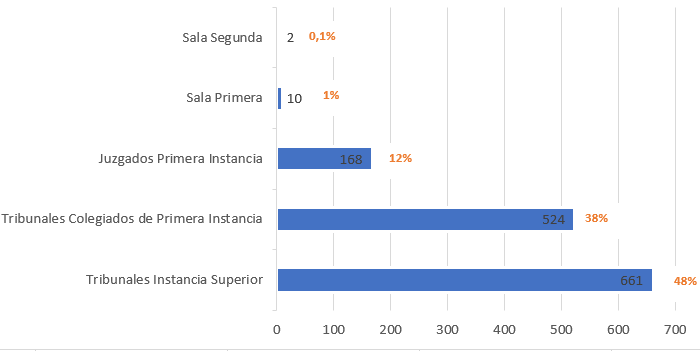 Sala Segunda 2 0,1%
Sala Primera 10 1%
Juzgados Primera Instancia 168 12%
Tribunales Colegiados de Primera Instancia 524 38%
Tribunales Instancia Superior 661 48%
0 100 200 300 400 500 600 700